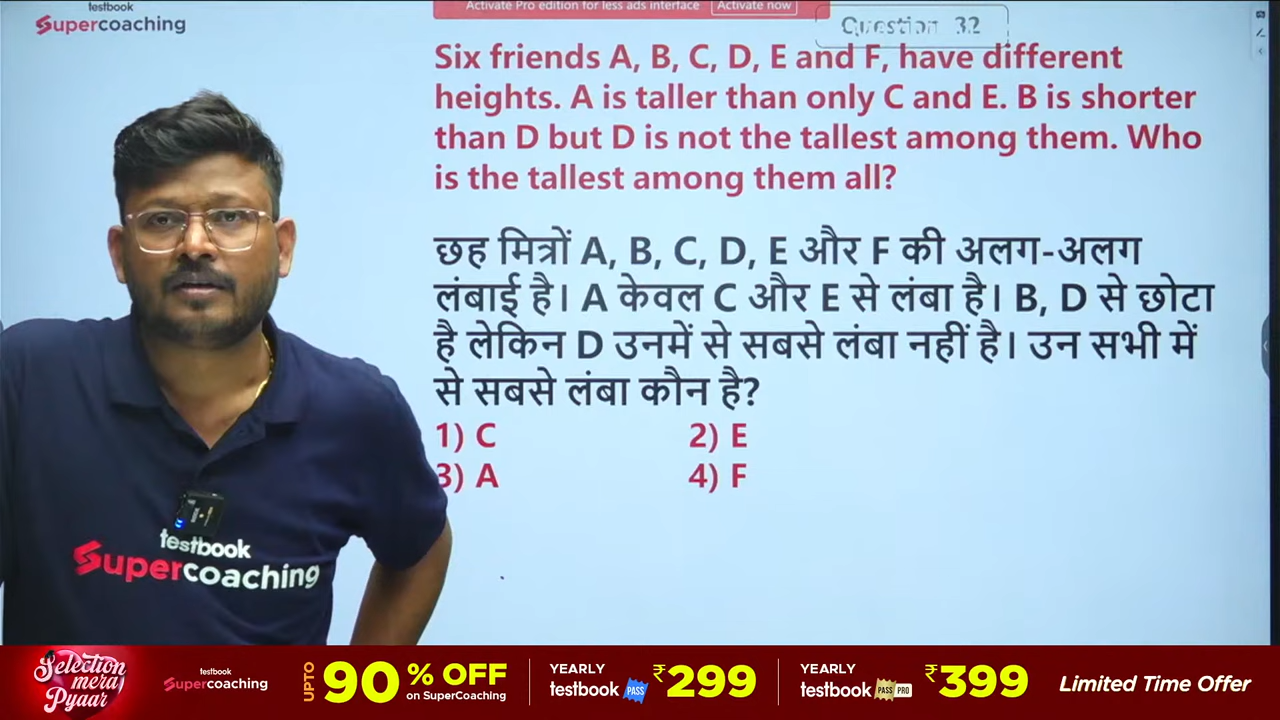 testbook
Supercoaching
Activate Pro edition for less ads interface
Activate now
Question 32
Six friends A, B, C, D, E and F, have different
heights. A is taller than only C and E. B is shorter
than D but D is not the tallest among them. Who
is the tallest among them all?
छह मित्रों A, B, C, D, E और F की अलग-अलग
लंबाई है। A केवल C और E से लंबा है। B, D से छोटा
है लेकिन D उनमें से सबसे लंबा नहीं है। उन सभी में
से सबसे लंबा कौन है?
1) C 2) E
3) A 4) F
testbook
Supercoaching
Selection
mera
Pyaar
testbook
Supercoaching
UPTO 90% OFF
on SuperCoaching
YEARLY
testbook PASS
₹299
YEARLY
testbook PASS PRO
₹399
Limited Time Offer